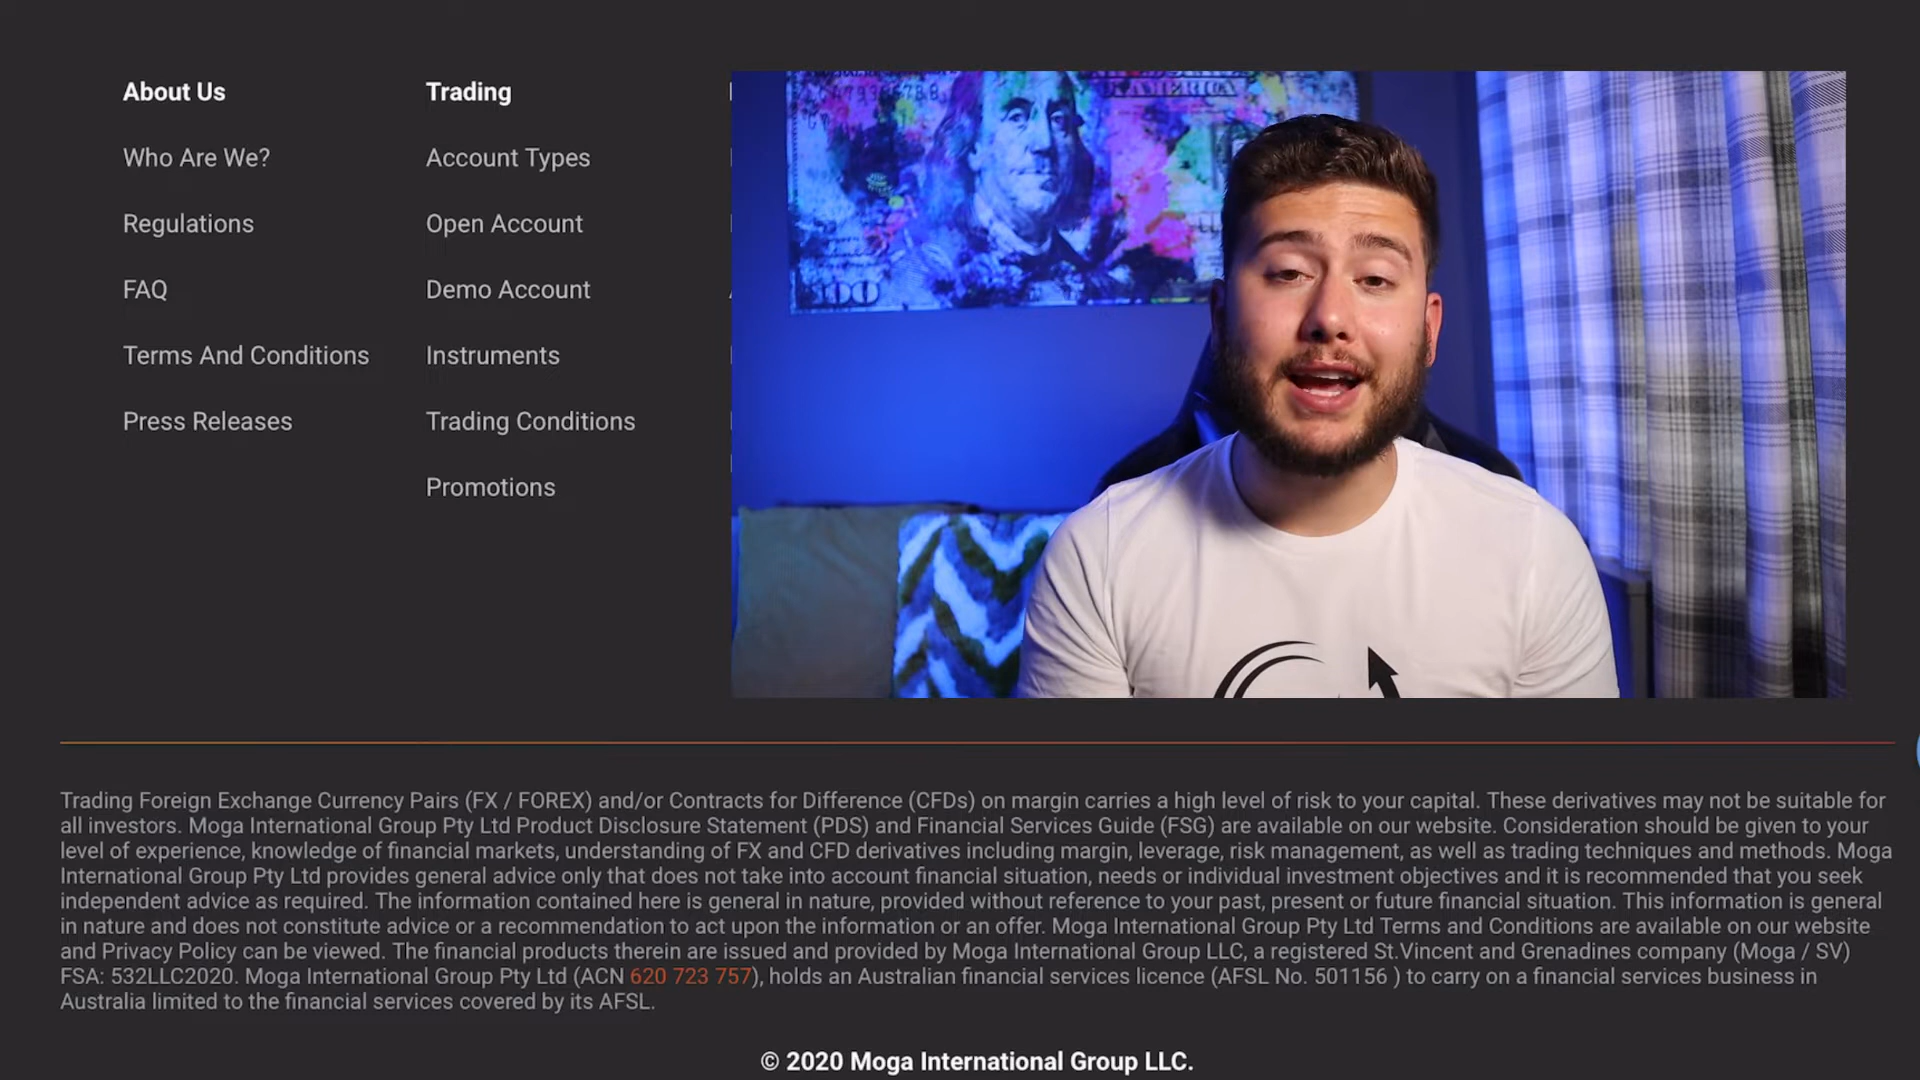 About Us
Who Are We?
Regulations
FAQ
Terms And Conditions
Press Releases
Trading
Account Types
Open Account
Demo Account
Instruments
Trading Conditions
Promotions
AMERICA
100
Trading Foreign Exchange Currency Pairs (FX / FOREX) and/or Contracts for Difference (CFDs) on margin carries a high level of risk to your capital. These derivatives may not be suitable for
all investors. Moga International Group Pty Ltd Product Disclosure Statement (PDS) and Financial Services Guide (FSG) are available on our website. Consideration should be given to your
level of experience, knowledge of financial markets, understanding of FX and CFD derivatives including margin, leverage, risk management, as well as trading techniques and methods. Moga
International Group Pty Ltd provides general advice only that does not take into account financial situation, needs or individual investment objectives and it is recommended that you seek
independent advice as required. The information contained here is general in nature, provided without reference to your past, present or future financial situation. This information is general
in nature and does not constitute advice or a recommendation to act upon the information or an offer. Moga International Group Pty Ltd Terms and Conditions are available on our website
and Privacy Policy can be viewed. The financial products therein are issued and provided by Moga International Group LLC, a registered St.Vincent and Grenadines company (Moga / SV)
FSA: 532LLC2020. Moga International Group Pty Ltd (ACN 620 723 757), holds an Australian financial services licence (AFSL No. 501156 ) to carry on a financial services business in
Australia limited to the financial services covered by its AFSL.
© 2020 Moga International Group LLC.